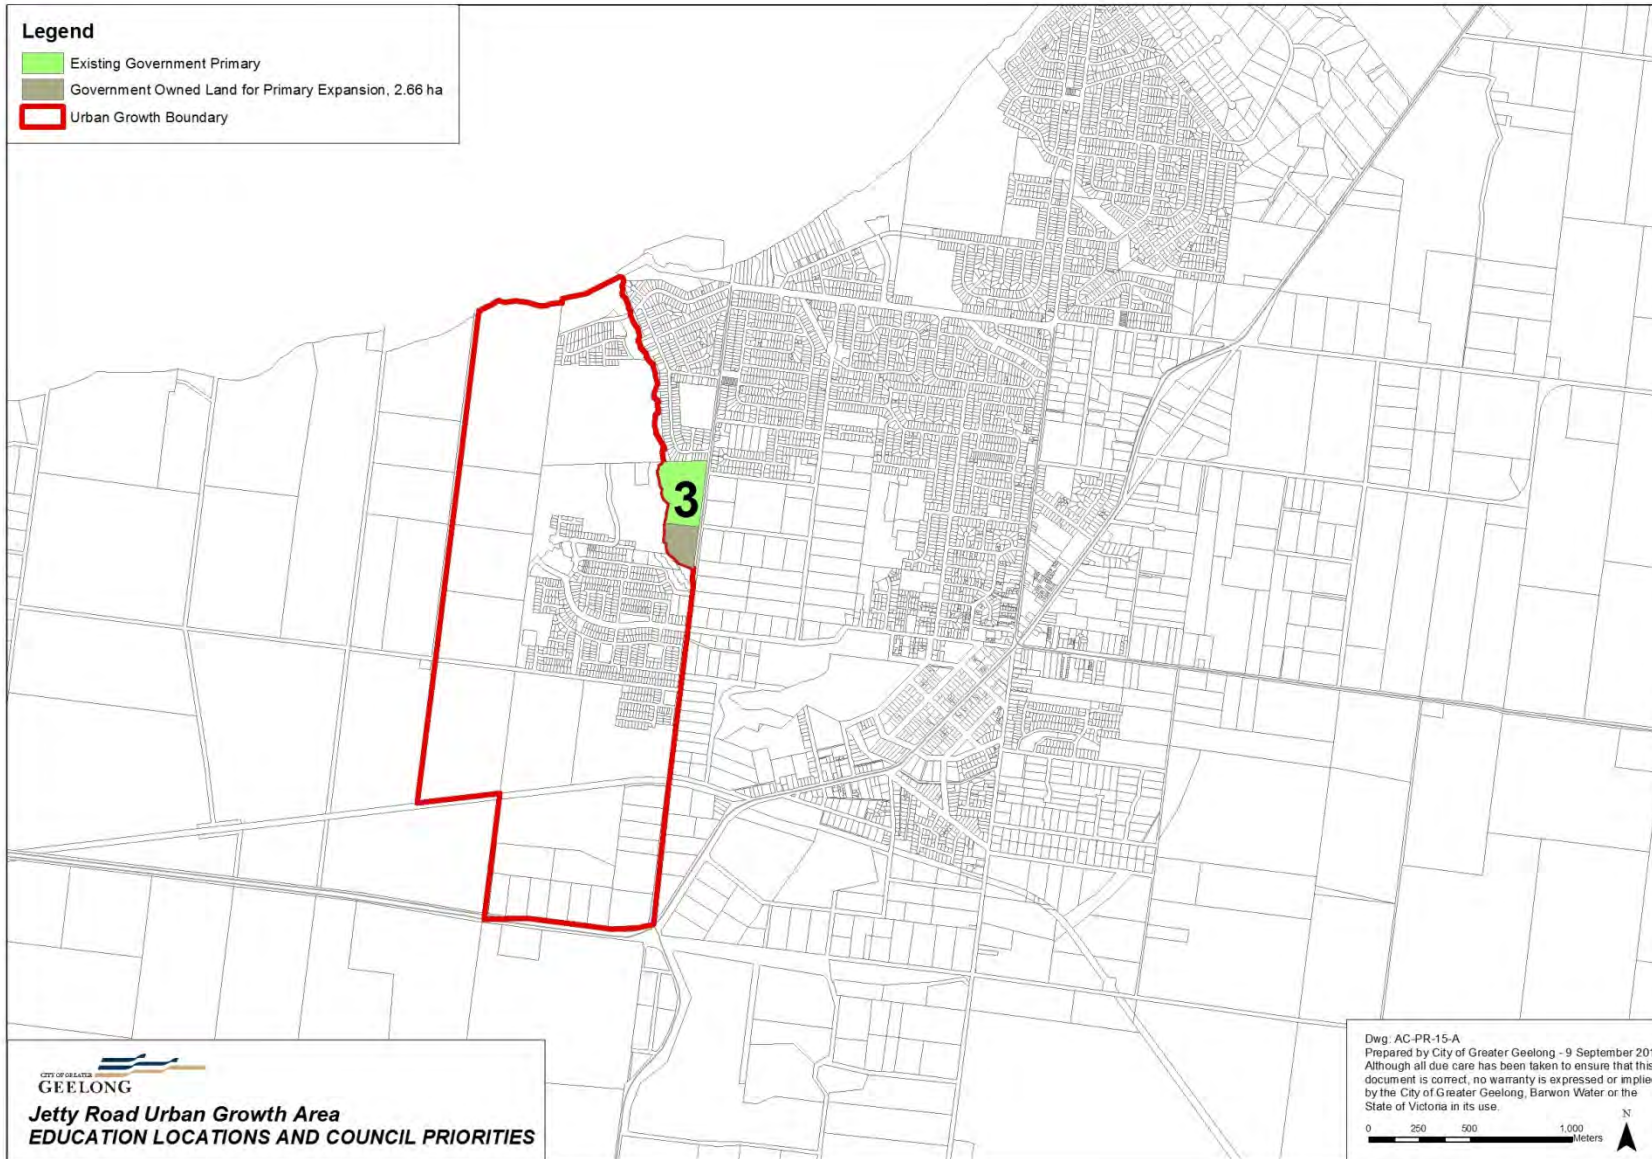 Legend
Existing Government Primary
Government Owned Land for Primary Expansion, 2.66 ha
Urban Growth Boundary
3
CITY OF GREATER
GEELONG
Jetty Road Urban Growth Area
EDUCATION LOCATIONS AND COUNCIL PRIORITIES
Dwg: AC-PR-15-A
Prepared by City of Greater Geelong - 9 September 201
Although all due care has been taken to ensure that this
document is correct, no warranty is expressed or implie
by the City of Greater Geelong, Barwon Water or the
State of Victoria in its use.
N
0 250 500 1,000
Meters